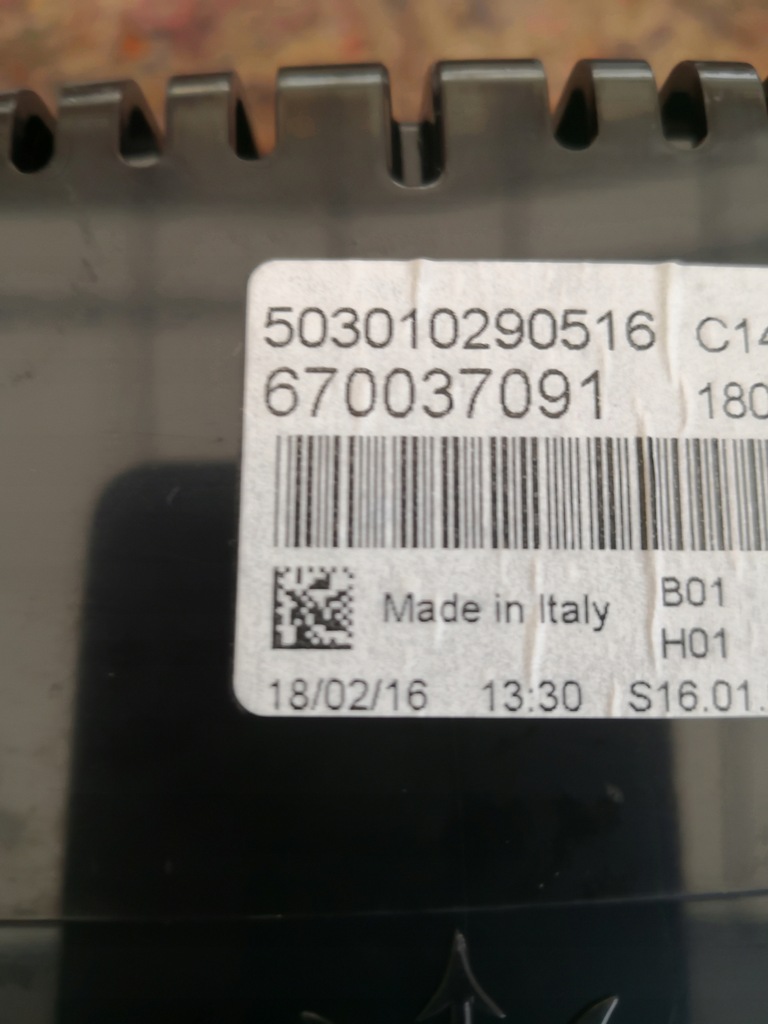 503010290516 C14
670037091 180
Made in Italy B01
H01
18/02/16 13:30 S16.01.